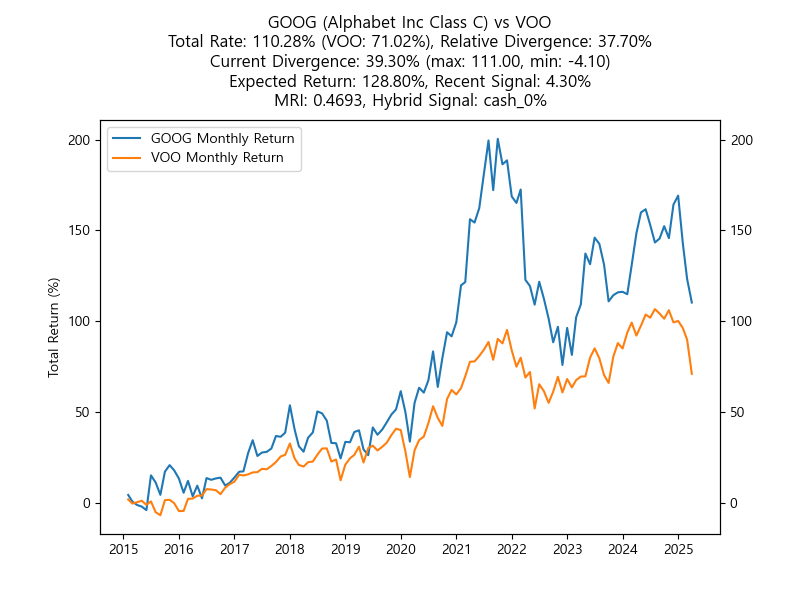 GOOG (Alphabet Inc Class C) vs VOO
Total Rate: 110.28% (VOO: 71.02%), Relative Divergence: 37.70%
Current Divergence: 39.30% (max: 111.00, min: -4.10)
Expected Return: 128.80%, Recent Signal: 4.30%
MRI: 0.4693, Hybrid Signal: cash_0%
GOOG Monthly Return
VOO Monthly Return
Total Return (%)
200
150
100
50
0
200
150
100
50
0
2015 2016 2017 2018 2019 2020 2021 2022 2023 2024 2025